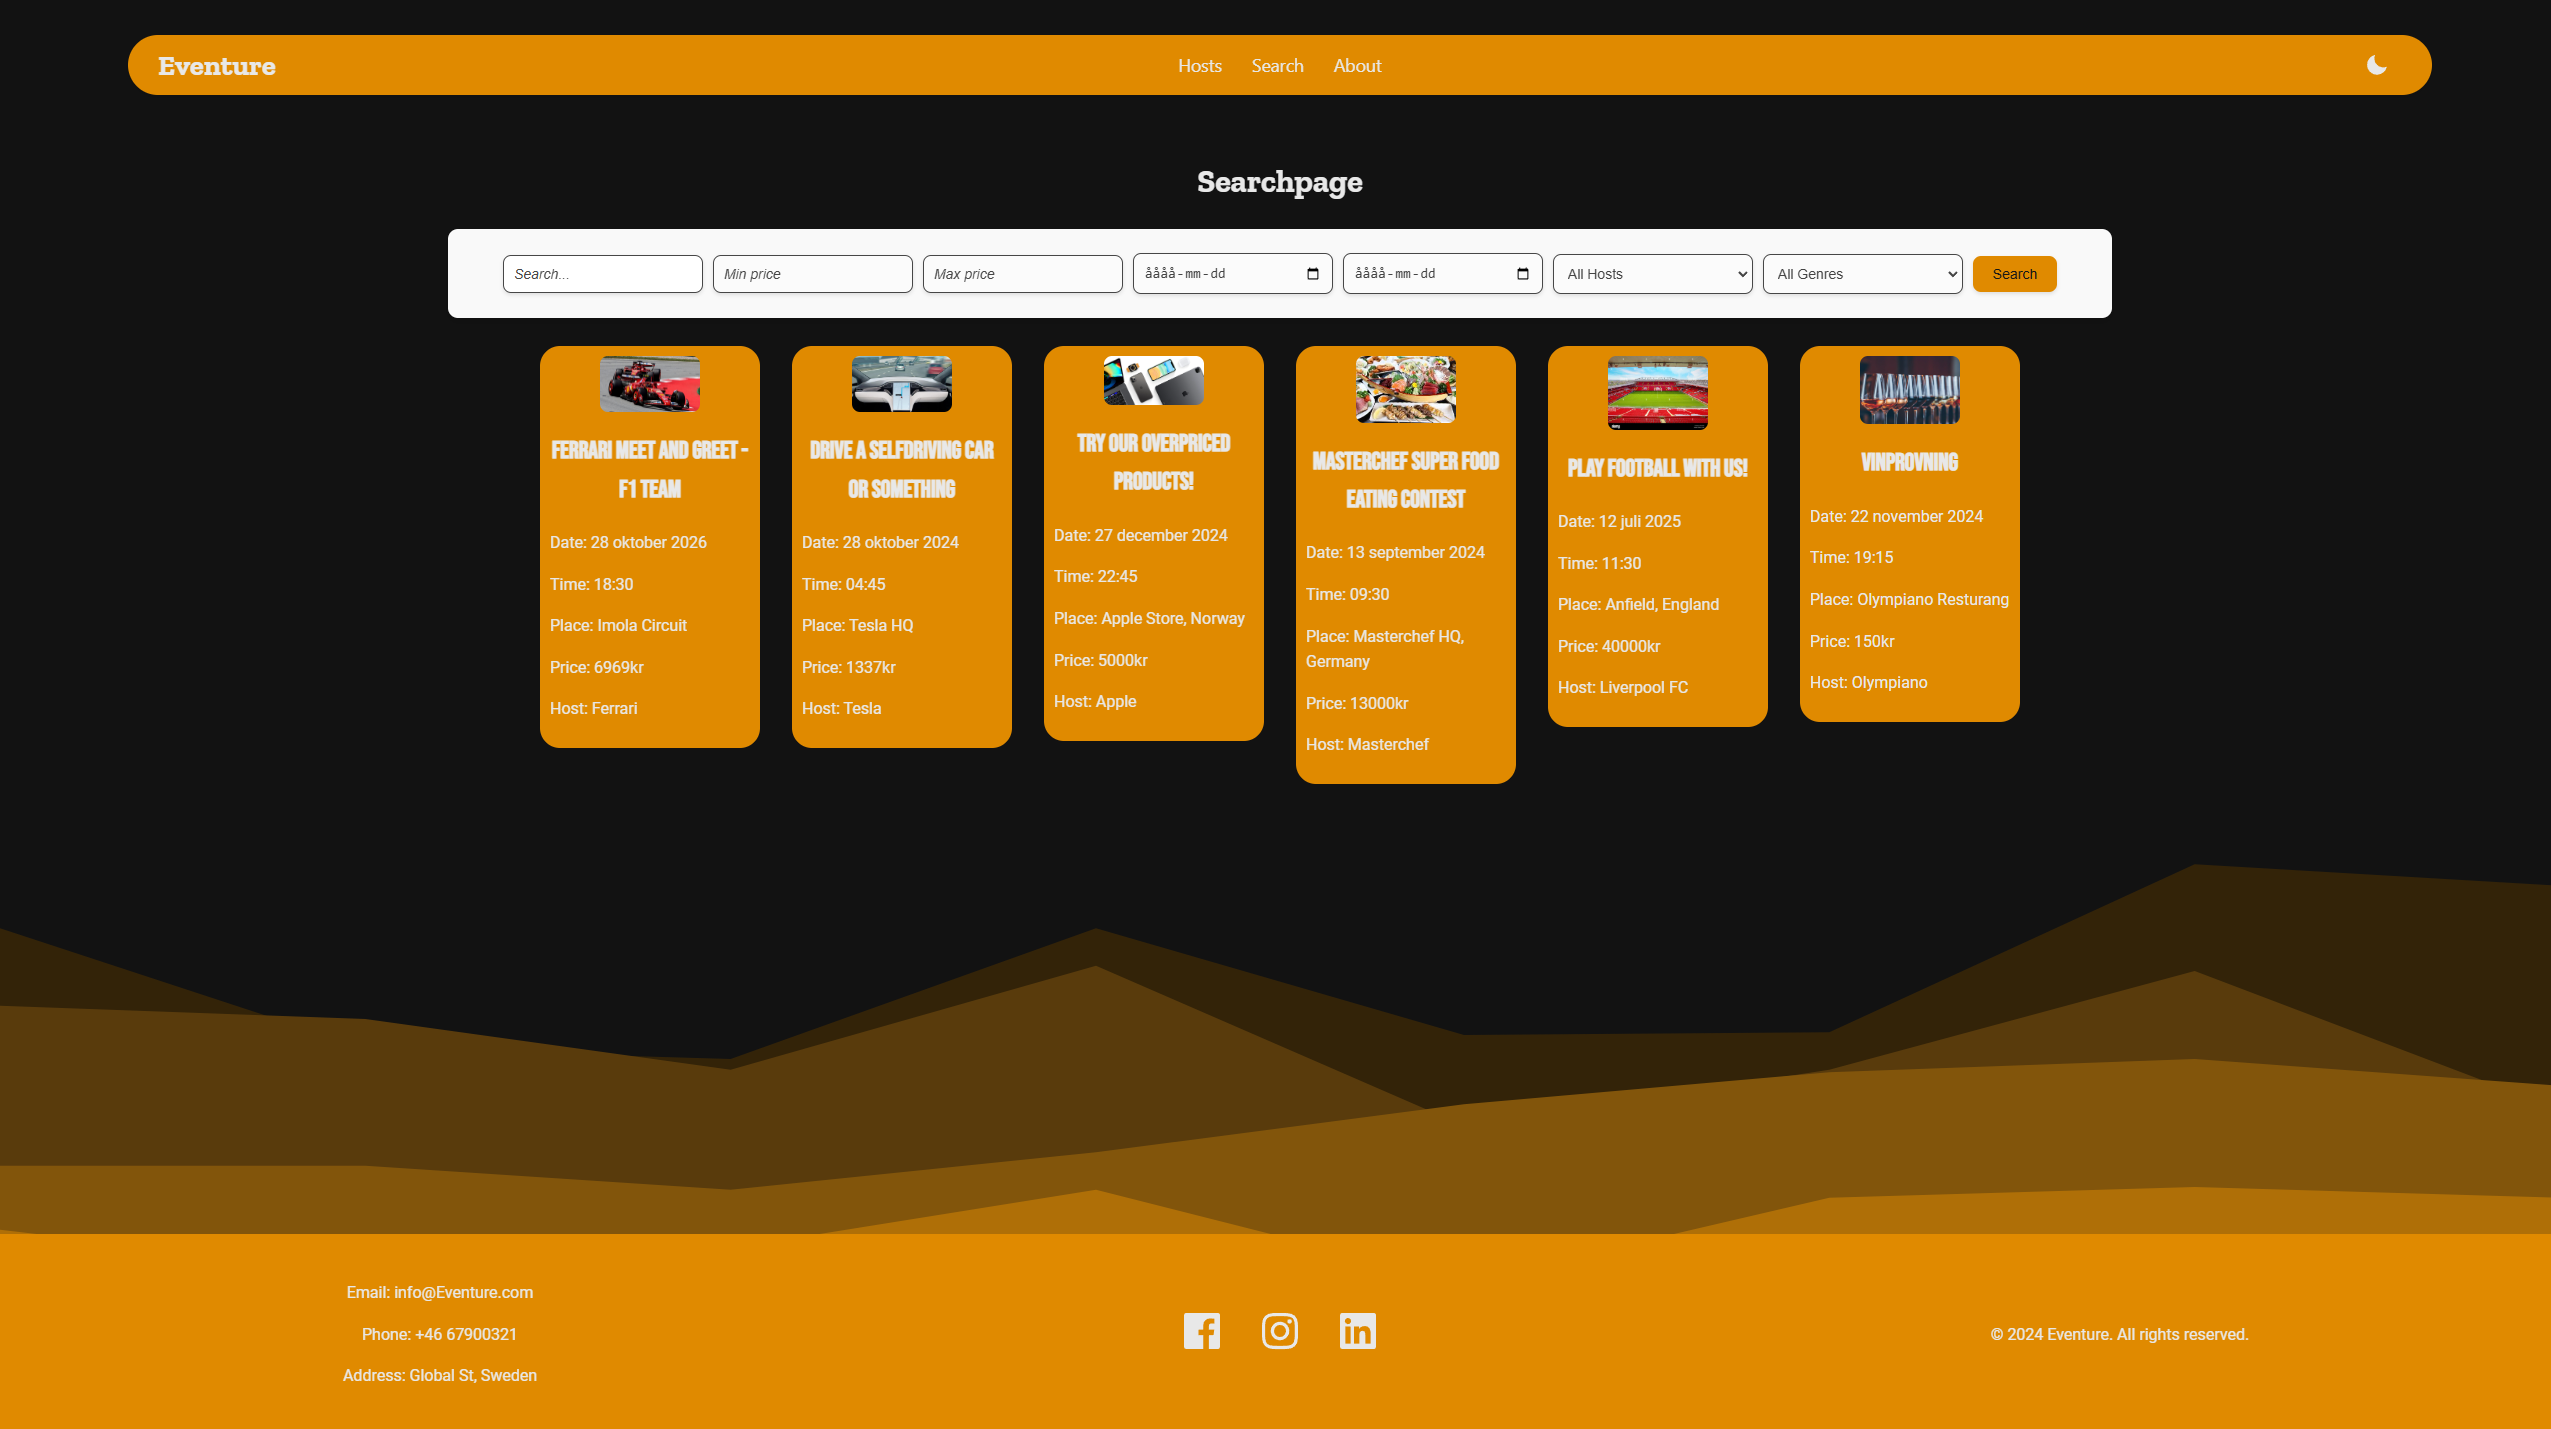 Eventure
Hosts
Search
About
Searchpage
Search...
Min price
Max price
åååå-mm-dd
åååå-mm-dd
All Hosts
All Genres
Search
FERRARI MEET AND GREET -
F1 TEAM
Date: 28 oktober 2026
Time: 18:30
Place: Imola Circuit
Price: 6969kr
Host: Ferrari
DRIVE A SELFDRIVING CAR
OR SOMETHING
Date: 28 oktober 2024
Time: 04:45
Place: Tesla HQ
Price: 1337kr
Host: Tesla
TRY OUR OVERPRICED
PRODUCTS!
Date: 27 december 2024
Time: 22:45
Place: Apple Store, Norway
Price: 5000kr
Host: Apple
MASTERCHEF SUPER FOOD
EATING CONTEST
Date: 13 september 2024
Time: 09:30
Place: Masterchef HQ,
Germany
Price: 13000kr
Host: Masterchef
PLAY FOOTBALL WITH US!
Date: 12 juli 2025
Time: 11:30
Place: Anfield, England
Price: 40000kr
Host: Liverpool FC
VINPROVNING
Date: 22 november 2024
Time: 19:15
Place: Olympiano Resturang
Price: 150kr
Host: Olympiano
Email: info@Eventure.com
Phone: +46 67900321
Address: Global St, Sweden
© 2024 Eventure. All rights reserved.